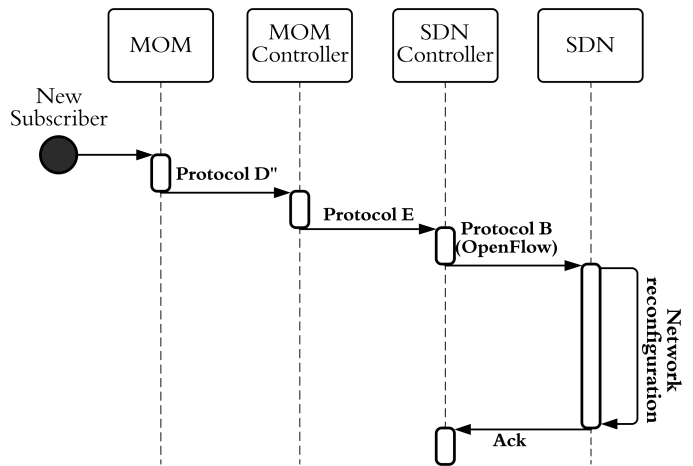 MOM
MOM
Controller
SDN
Controller
SDN
New
Subscriber
Protocol D"
Protocol E
Protocol B
(OpenFlow)
Network
reconfiguration
Ack